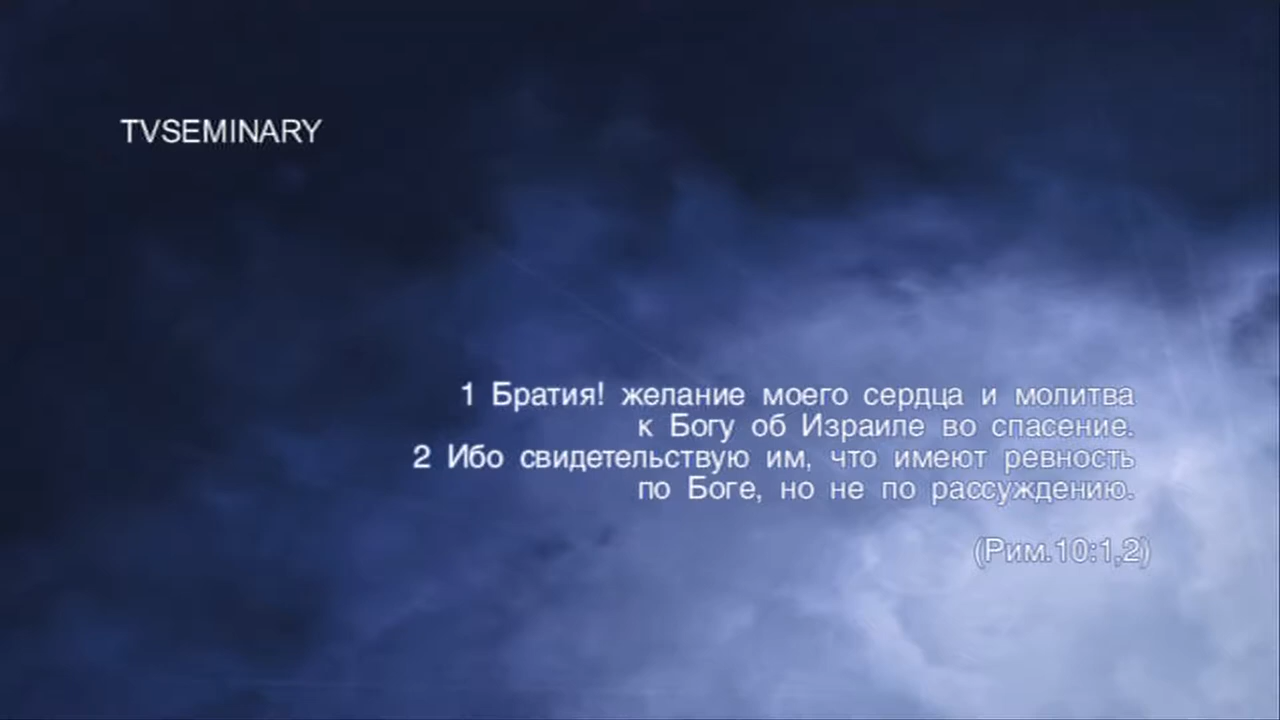 TVSEMINARY
1 Братия! желание моего сердца и молитва
к Богу об Израиле во спасение.
2 Ибо свидетельствую им, что имеют ревность
по Боге, но не по рассуждению.
(Рим.10:1,2)